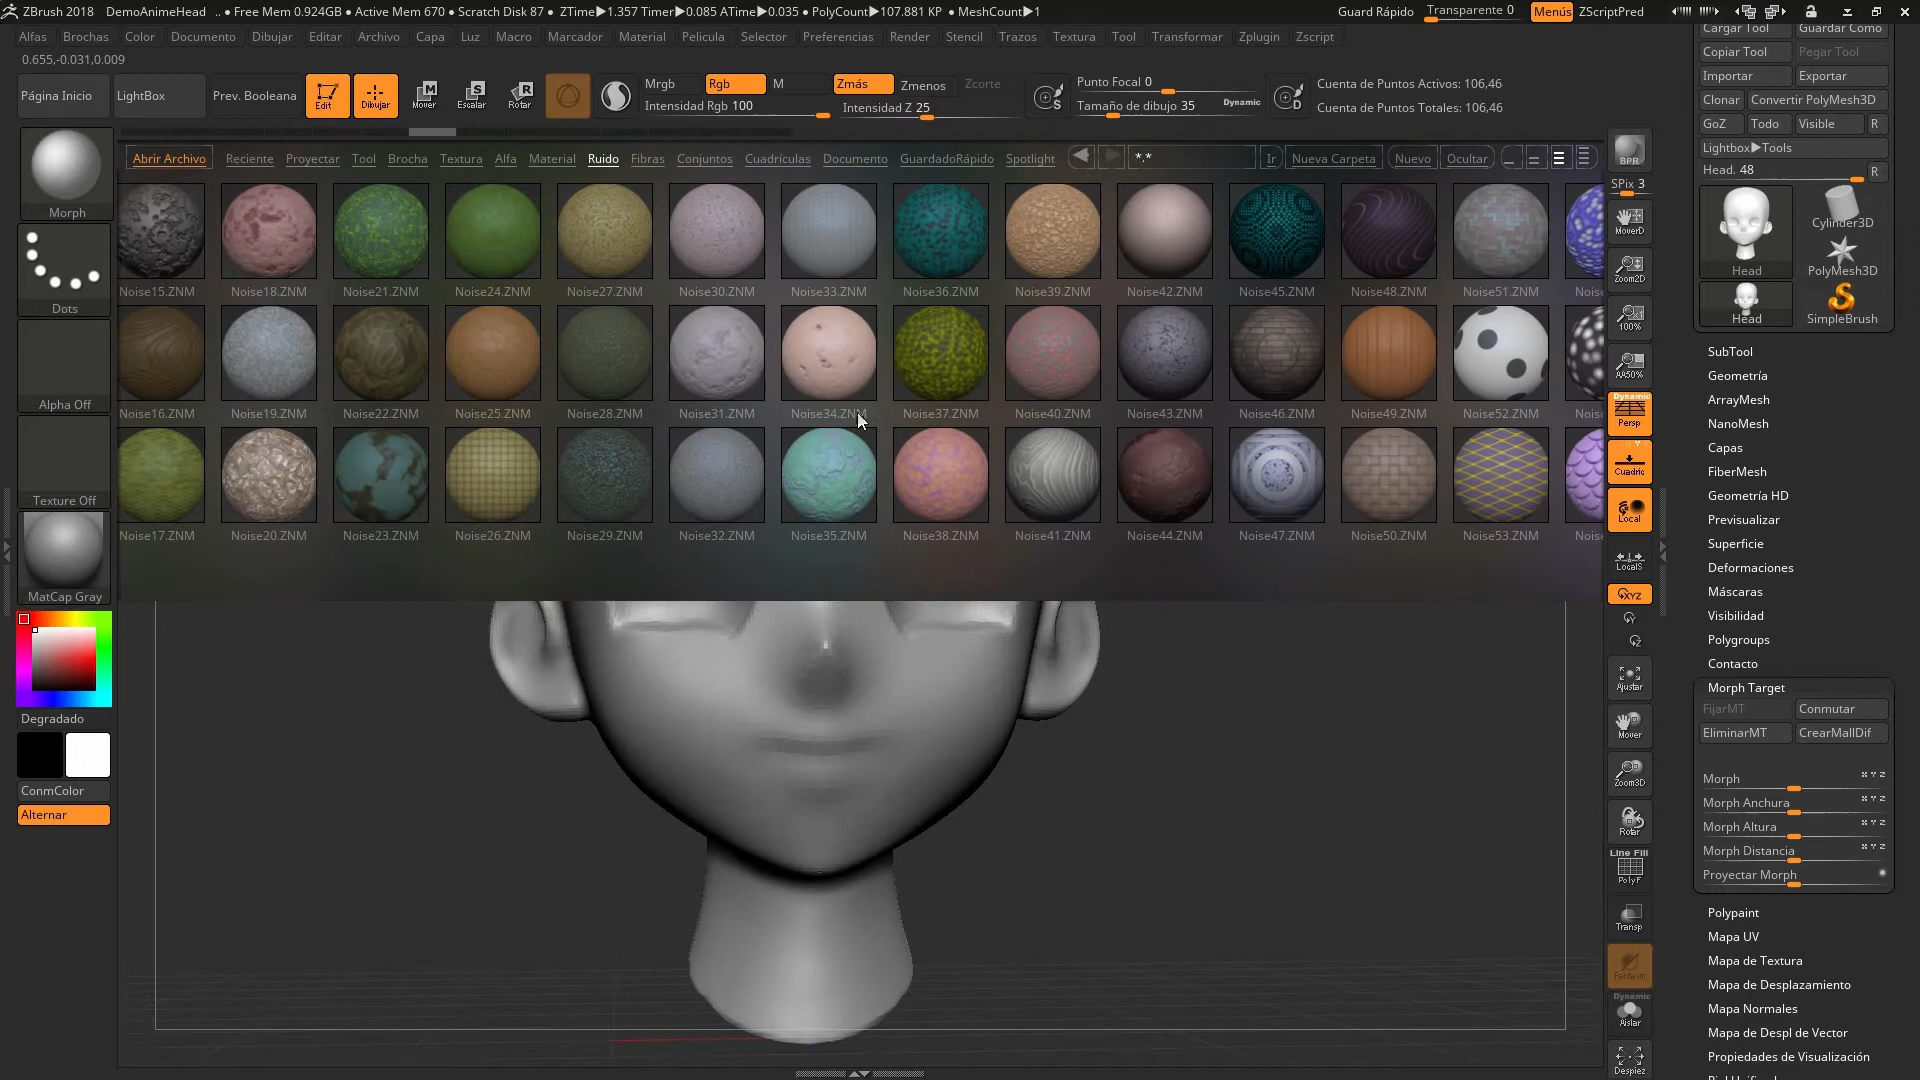 ZBrush 2018 DemoAnimeHead .. • Free Mem 0.924GB • Active Mem 670 • Scratch Disk 87 • ZTime▶1.357 Timer▶0.085 ATime▶0.035 • PolyCount▶107.881 KP • MeshCount▶1 Guard Rápido Transparente 0 Menús ZScriptPred
Alfas Brochas Color Documento Dibujar Editar Archivo Capa Luz Macro Marcador Material Pelicula Selector Preferencias Render Stencil Trazos Textura Tool Transformar Zplugin Zscript
0.655,-0.031,0.009
Página Inicio LightBox Prev. Booleana Edit Dibujar Mover Escalar Rotar
Mrgb Rgb M Zmás Zmenos Zcorte
Intensidad Rgb 100 Intensidad Z 25
S Punto Focal 0
Tamaño de dibujo 35 Dynamic D
Cuenta de Puntos Activos: 106,46
Cuenta de Puntos Totales: 106,46
Abrir Archivo Reciente Proyectar Tool Brocha Textura Alfa Material Ruido Fibras Conjuntos Cuadrículas Documento GuardadoRápido Spotlight *.* Ir Nueva Carpeta Nuevo Ocultar
Noise15.ZNM Noise18.ZNM Noise21.ZNM Noise24.ZNM Noise27.ZNM Noise30.ZNM Noise33.ZNM Noise36.ZNM Noise39.ZNM Noise42.ZNM Noise45.ZNM Noise48.ZNM Noise51.ZNM Noise
Noise16.ZNM Noise19.ZNM Noise22.ZNM Noise25.ZNM Noise28.ZNM Noise31.ZNM Noise34.ZNM Noise37.ZNM Noise40.ZNM Noise43.ZNM Noise46.ZNM Noise49.ZNM Noise52.ZNM Noise
Noise17.ZNM Noise20.ZNM Noise23.ZNM Noise26.ZNM Noise29.ZNM Noise32.ZNM Noise35.ZNM Noise38.ZNM Noise41.ZNM Noise44.ZNM Noise47.ZNM Noise50.ZNM Noise53.ZNM Noise
Morph
Dots
Alpha Off
Texture Off
MatCap Gray
Degradado
ConmColor
Alternar
BPR
SPix 3
MoverD
Zoom2D
100%
AA50%
Dynamic
Persp
Cuadric
Local
LocalS
XYZ
Y
Z
Ajustar
Mover
Zoom3D
Rotar
Line Fill
PolyF
Transp
Dynamic
Aislar
Despiez
Cargar Tool Guardar Como
Copiar Tool Pegar Tool
Importar Exportar
Clonar Convertir PolyMesh3D
GoZ Todo Visible R
Lightbox▶Tools
Head. 48 R
Head Cylinder3D
PolyMesh3D
Head SimpleBrush
SubTool
Geometría
ArrayMesh
NanoMesh
Capas
FiberMesh
Geometría HD
Previsualizar
Superficie
Deformaciones
Máscaras
Visibilidad
Polygroups
Contacto
Morph Target
FijarMT Conmutar
EliminarMT CrearMallDif
Morph X Y Z
Morph Anchura X Y Z
Morph Altura X Y Z
Morph Distancia X Y Z
Proyectar Morph
Polypaint
Mapa UV
Mapa de Textura
Mapa de Desplazamiento
Mapa Normales
Mapa de Despl de Vector
Propiedades de Visualización